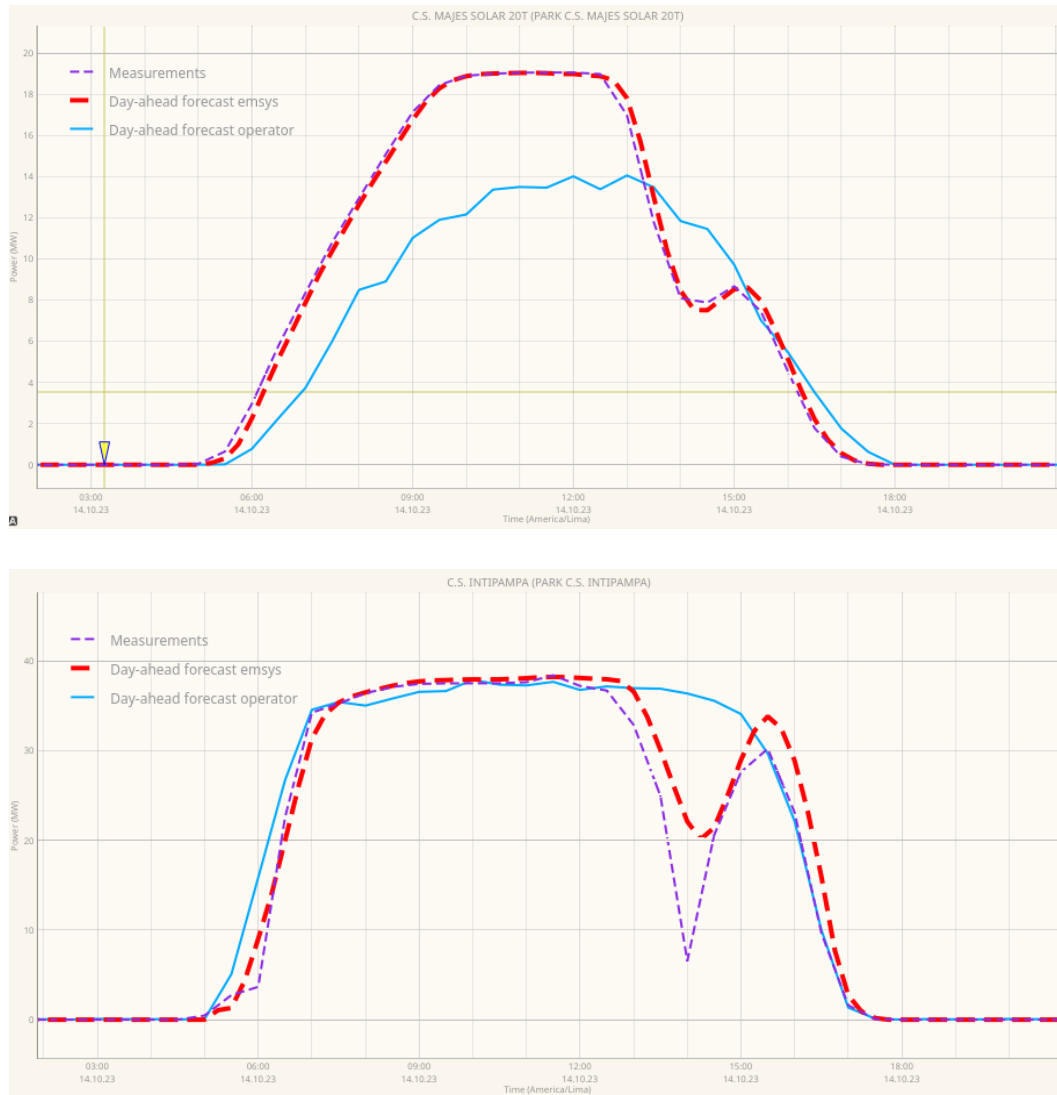 C.S. MAJES SOLAR 20T (PARK C.S. MAJES SOLAR 20T)
20
18
16
14
12
10
8
6
4
2
0
Power (MW)
Measurements
Day-ahead forecast emsys
Day-ahead forecast operator
03:00 06:00 09:00 12:00 15:00 18:00
14.10.23 14.10.23 14.10.23 14.10.23 14.10.23 14.10.23
Time (America/Lima)
A
C.S. INTIPAMPA (PARK C.S. INTIPAMPA)
40
30
20
10
0
Power (MW)
Measurements
Day-ahead forecast emsys
Day-ahead forecast operator
03:00 06:00 09:00 12:00 15:00 18:00
14.10.23 14.10.23 14.10.23 14.10.23 14.10.23 14.10.23
Time (America/Lima)